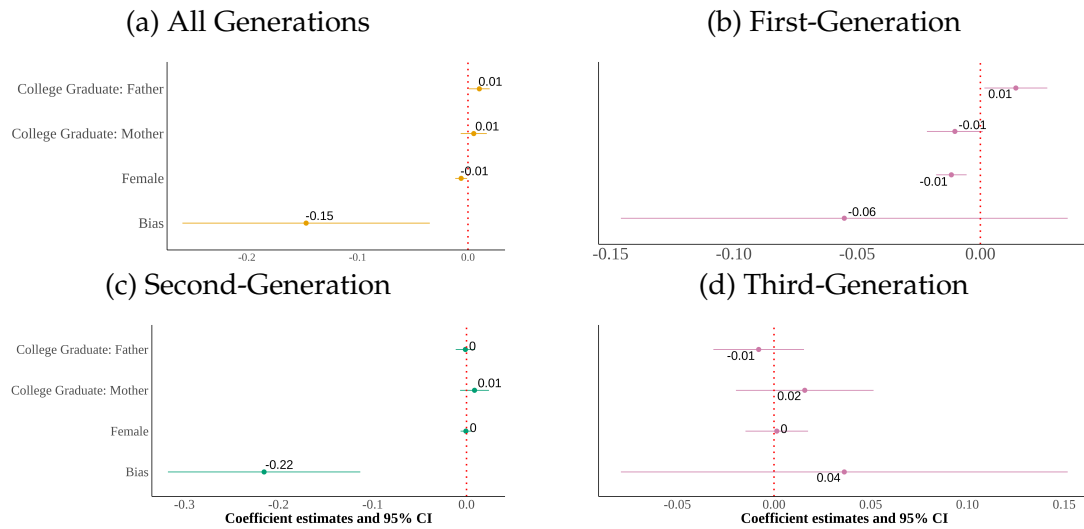 (a) All Generations
College Graduate: Father
0.01
College Graduate: Mother
0.01
Female
-0.01
Bias
-0.15
-0.2
0.0
(b) First-Generation
0.01
-0.01
-0.01
-0.06
-0.15
-0.10
-0.05
0.00
(c) Second-Generation
College Graduate: Father
0
College Graduate: Mother
0.01
Female
0
Bias
-0.22
-0.3
-0.2
-0.1
0.0
Coefficient estimates and 95% CI
(d) Third-Generation
-0.01
0.02
0
0.04
-0.05
0.00
0.05
0.10
0.15
Coefficient estimates and 95% CI